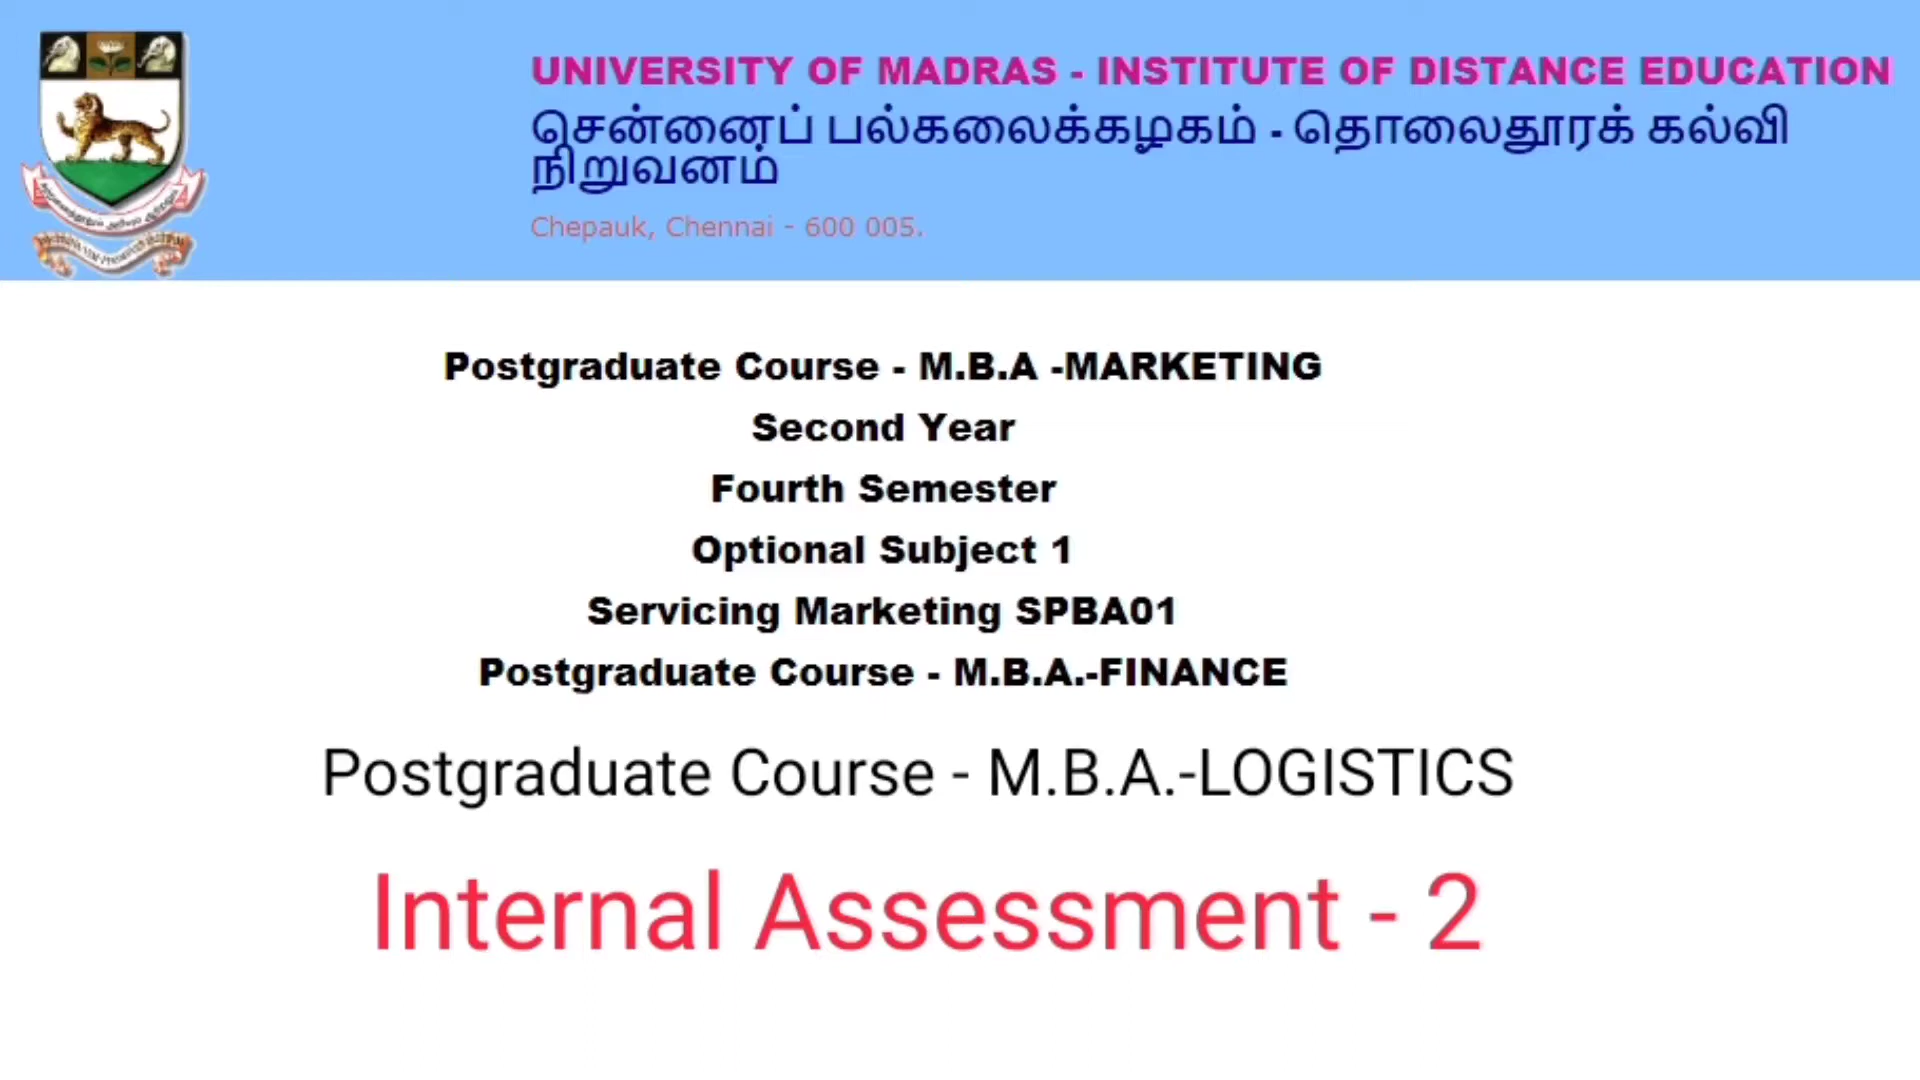 UNIVERSITY OF MADRAS - INSTITUTE OF DISTANCE EDUCATION
சென்னைப் பல்கலைக்கழகம் - தொலைதூரக் கல்வி
நிறுவனம்
Chepauk, Chennai - 600 005.
Postgraduate Course - M.B.A -MARKETING
Second Year
Fourth Semester
Optional Subject 1
Servicing Marketing SPBA01
Postgraduate Course - M.B.A.-FINANCE
Postgraduate Course - M.B.A.-LOGISTICS
Internal Assessment - 2